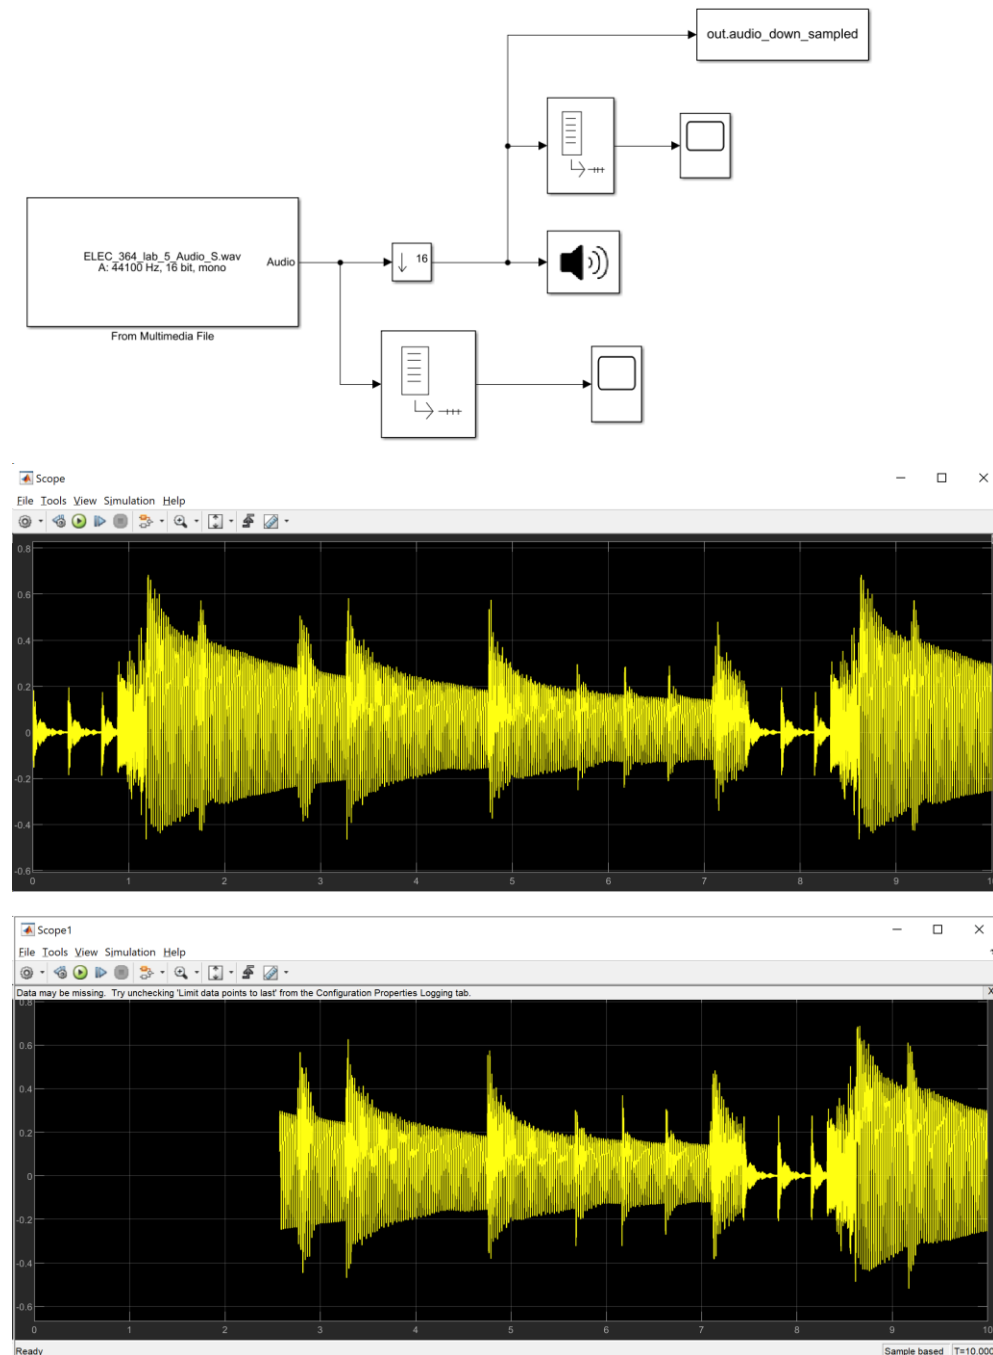 out.audio_down_sampled
ELEC_364_lab_5_Audio_S.wav
A: 44100 Hz, 16 bit, mono
Audio
16
From Multimedia File
Scope
File Tools View Simulation Help
0.8
0.6
0.4
0.2
0
-0.2
-0.4
-0.6
0 1 2 3 4 5 6 7 8 9
Scope1
File Tools View Simulation Help
Data may be missing. Try unchecking 'Limit data points to last' from the Configuration Properties Logging tab. X
0.8
0.6
0.4
0.2
0
-0.2
-0.4
-0.6
0 1 2 3 4 5 6 7 8 9 10
Ready Sample based T=10.000